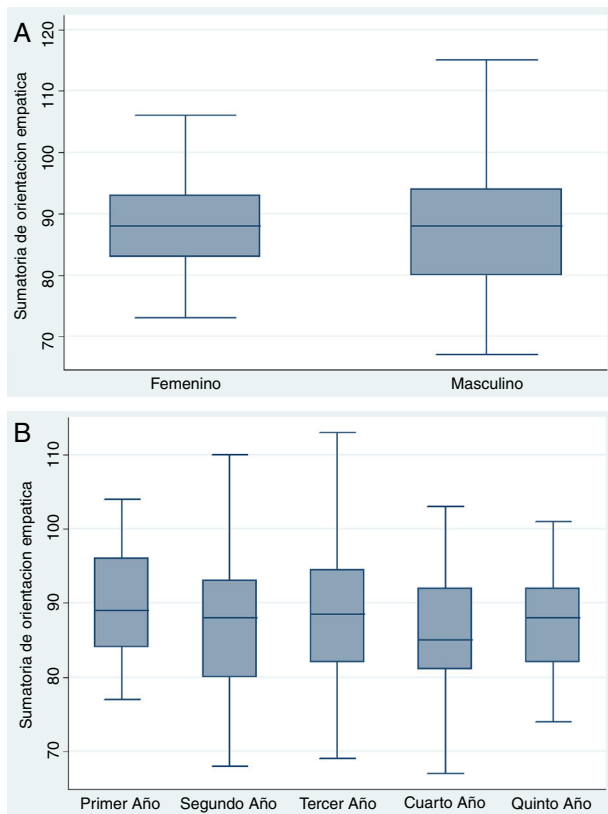 A
Sumatoria de orientacion empatica
120
110
100
90
80
70
Femenino Masculino
B
Sumatoria de orientacion empatica
110
100
90
80
70
Primer Año Segundo Año Tercer Año Cuarto Año Quinto Año